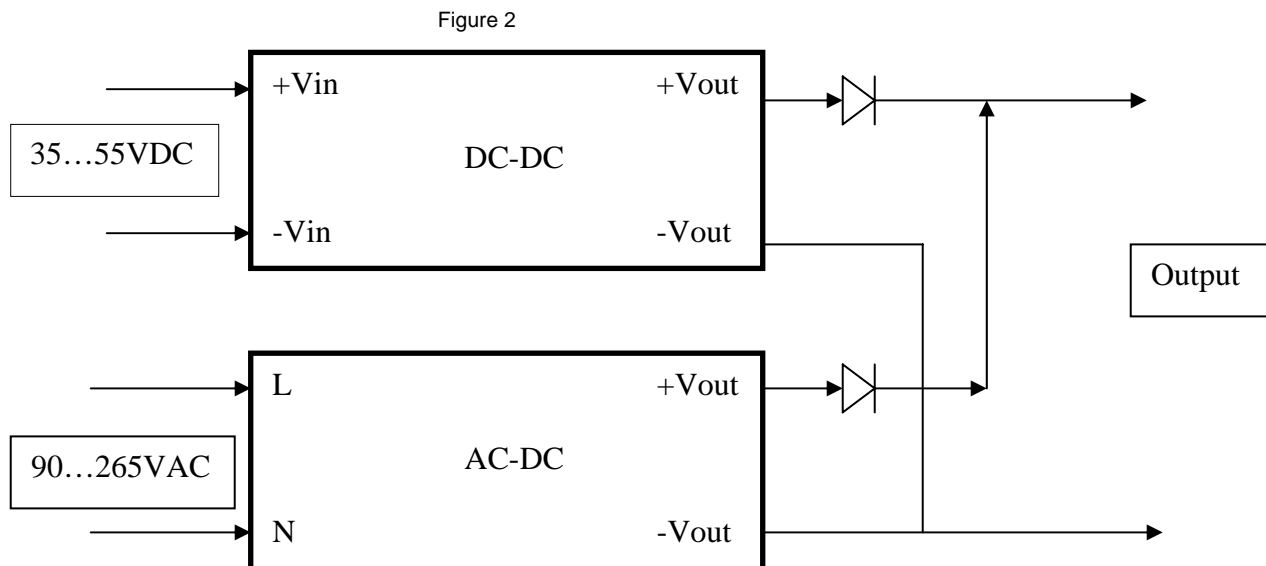 Figure 2
+Vin
+Vout
35…55VDC
DC-DC
-Vin
-Vout
Output
L
+Vout
90…265VAC
AC-DC
N
-Vout